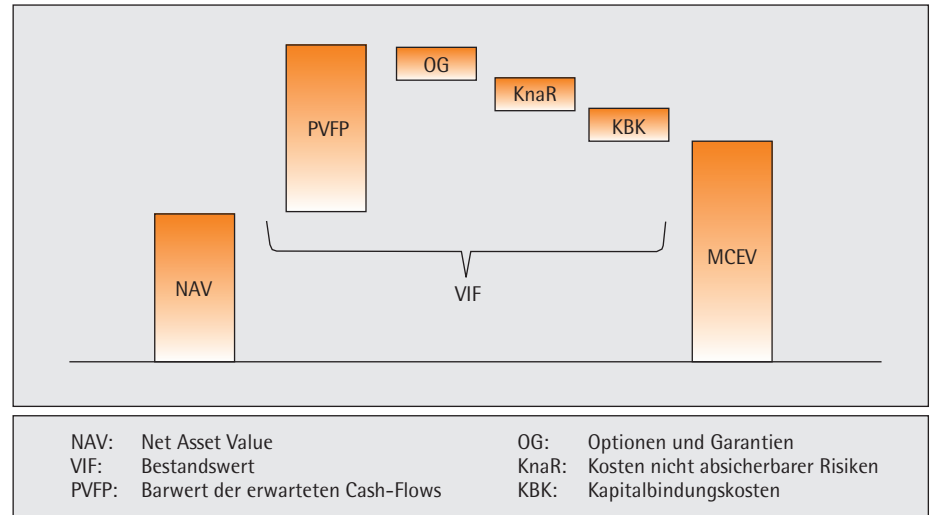 OG
KnaR
PVFP
KBK
MCEV
NAV
VIF
NAV: Net Asset Value
VIF: Bestandswert
PVFP: Barwert der erwarteten Cash-Flows
OG: Optionen und Garantien
KnaR: Kosten nicht absicherbarer Risiken
KBK: Kapitalbindungskosten